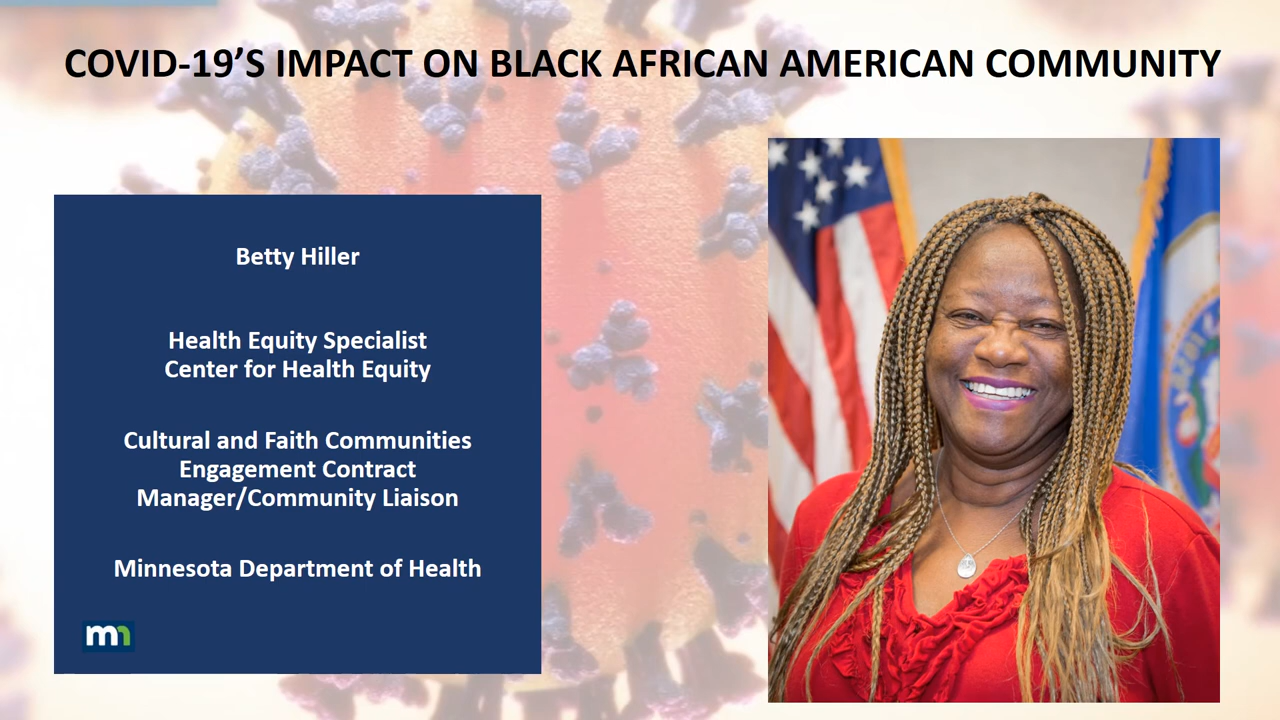 COVID-19’S IMPACT ON BLACK AFRICAN AMERICAN COMMUNITY
Betty Hiller
Health Equity Specialist
Center for Health Equity
Cultural and Faith Communities
Engagement Contract
Manager/Community Liaison
Minnesota Department of Health
mn